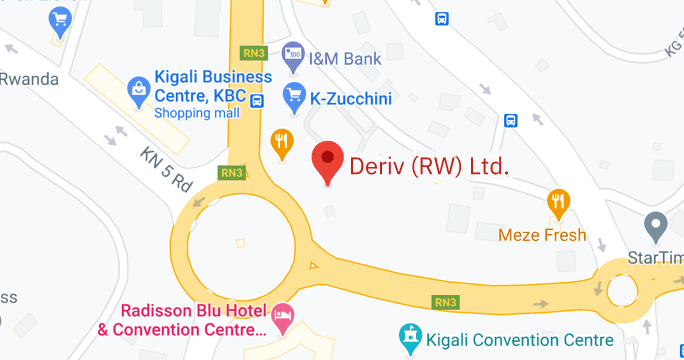 RN3
I&M Bank
Rwanda
Kigali Business
Centre, KBC
Shopping mall
K-Zucchini
KN 5 Rd
RN3
Deriv (RW) Ltd.
Meze Fresh
StarTim
RN3
Radisson Blu Hotel
& Convention Centre...
Kigali Convention Centre